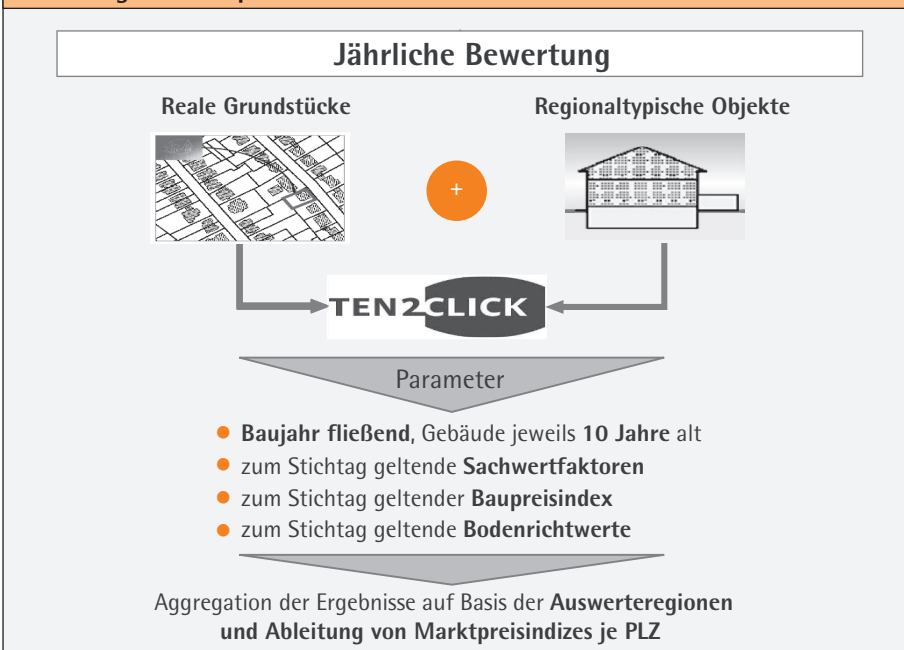 Jährliche Bewertung
Reale Grundstücke
Regionaltypische Objekte
+
TEN2CLICK
Parameter
Baujahr fließend, Gebäude jeweils 10 Jahre alt
zum Stichtag geltende Sachwertfaktoren
zum Stichtag geltender Baupreisindex
zum Stichtag geltende Bodenrichtwerte
Aggregation der Ergebnisse auf Basis der Auswerteregionen
und Ableitung von Marktpreisindizes je PLZ